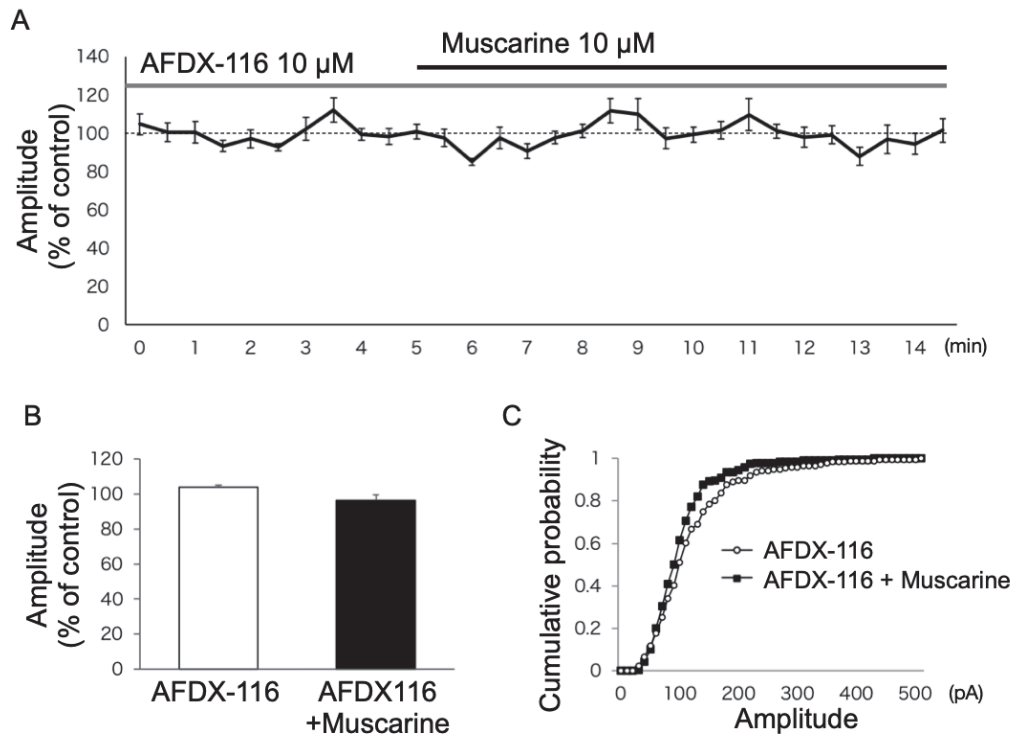 A
Muscarine 10 µM
AFDX-116 10 µM
Amplitude
(% of control)
140
120
100
80
60
40
20
0
0 1 2 3 4 5 6 7 8 9 10 11 12 13 14 (min)
B
Amplitude
(% of control)
120
100
80
60
40
20
0
AFDX-116
AFDX116
+Muscarine
C
Cumulative probability
1
0.8
0.6
0.4
0.2
0
AFDX-116
AFDX-116 + Muscarine
0 100 200 300 400 500 (pA)
Amplitude